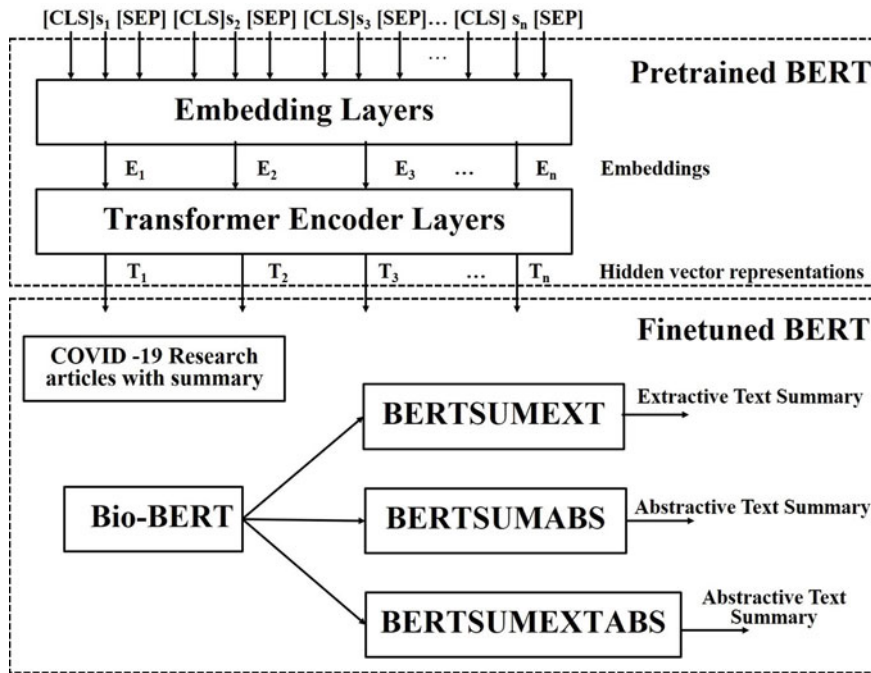 [CLS]s1 [SEP] [CLS]s2 [SEP] [CLS]s3 [SEP]... [CLS] sn [SEP]
...
Pretrained BERT
Embedding Layers
E1 E2 E3 ... En Embeddings
Transformer Encoder Layers
T1 T2 T3 ... Tn Hidden vector representations
Finetuned BERT
COVID -19 Research
articles with summary
BERTSUMEXT
Extractive Text Summary
Bio-BERT
BERTSUMABS
Abstractive Text Summary
BERTSUMEXTABS
Abstractive Text
Summary